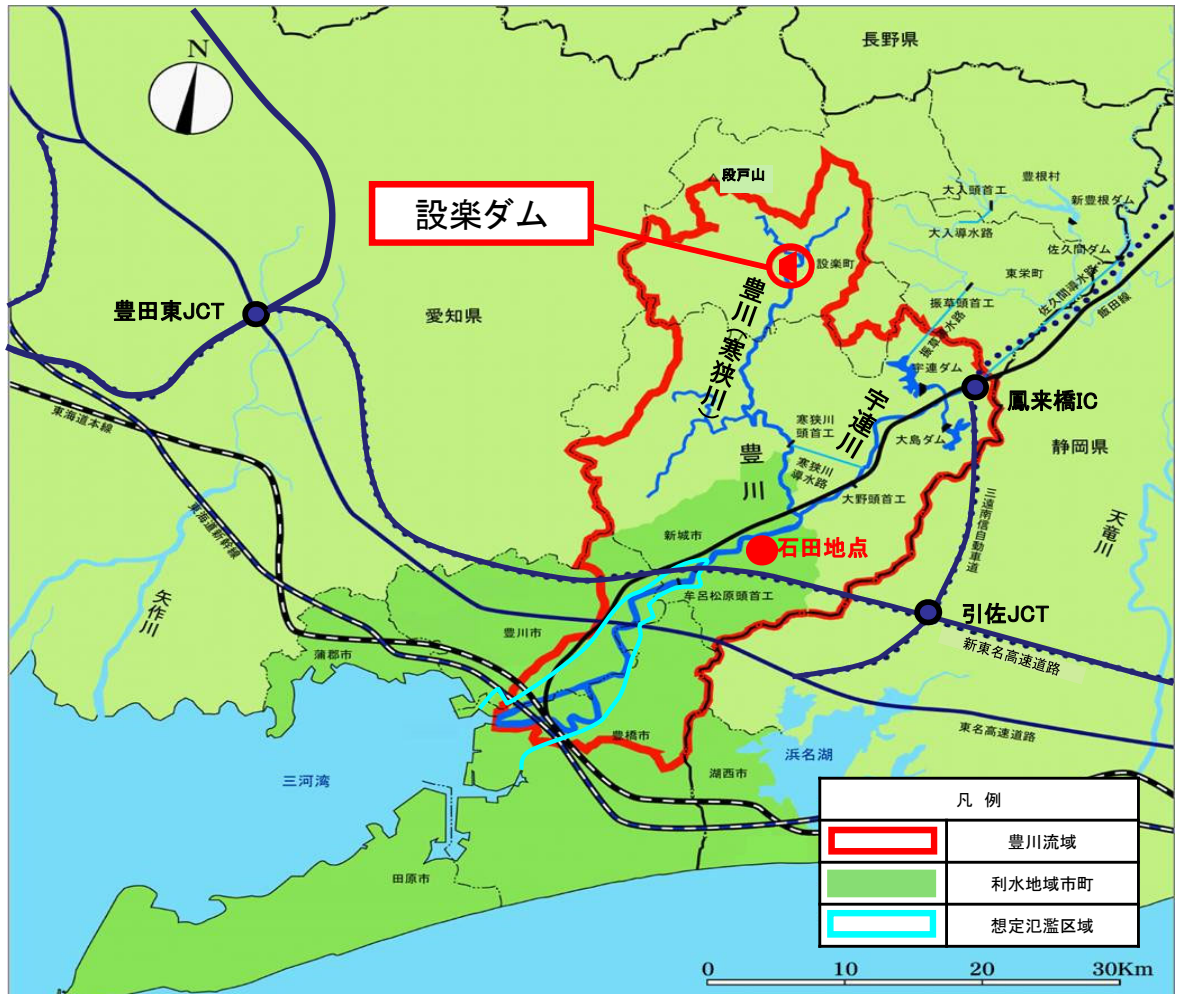 長野県
N
段戸山
豊根村
大入頭首工
新豊根ダム
設楽ダム
大入導水路
佐久間ダム
設楽町
東栄町
佐久間導水路
飯田線
豊川(寒狭川)
振草頭首工
振草導水路
豊田東JCT
愛知県
宇連ダム
鳳来橋IC
宇連川
寒狭川
頭首工
大島ダム
静岡県
東海道本線
豊川
寒狭川
導水路
大野頭首工
三遠南信自動車道
天竜川
東海道新幹線
新城市
石田地点
矢作川
牟呂松原頭首工
引佐JCT
豊川市
新東名高速道路
蒲郡市
東名高速道路
豊橋市
浜名湖
三河湾
湖西市
田原市
凡 例
豊川流域
利水地域市町
想定氾濫区域
0 10 20 30Km